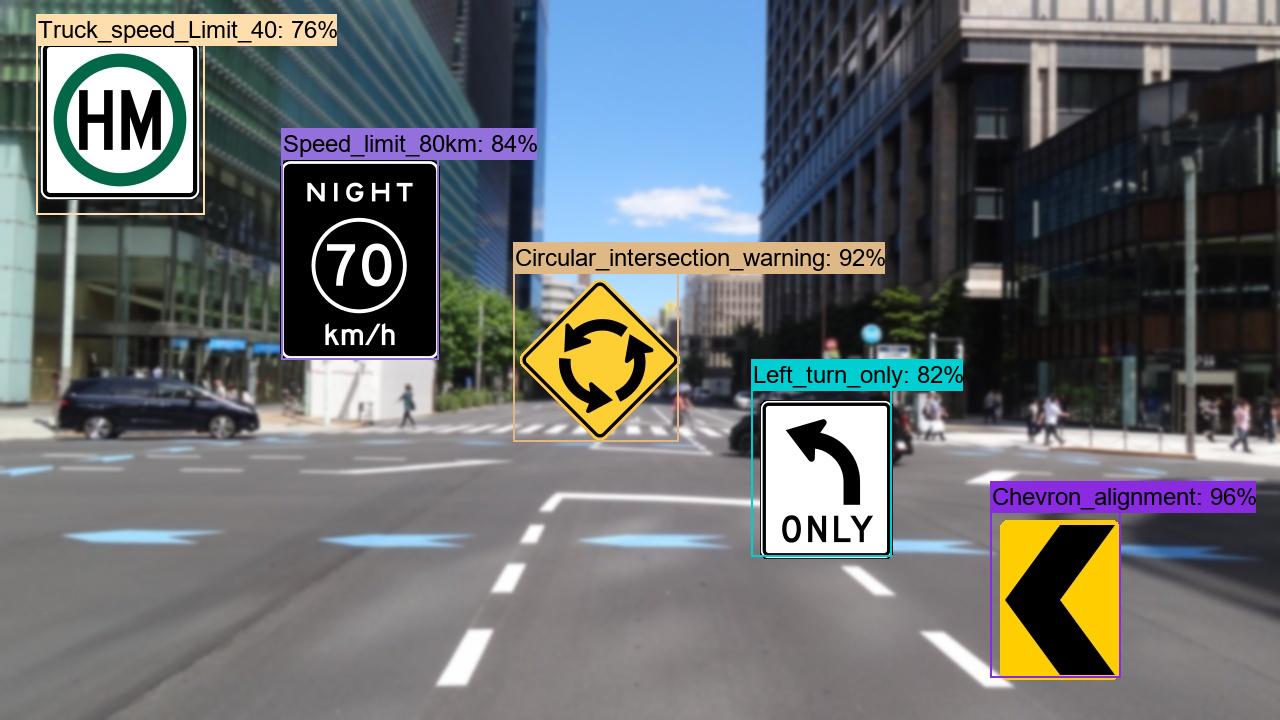 Truck_speed_Limit_40: 76%
HM
Speed_limit_80km: 84%
NIGHT
70
km/h
Circular_intersection_warning: 92%
Left_turn_only: 82%
ONLY
Chevron_alignment: 96%